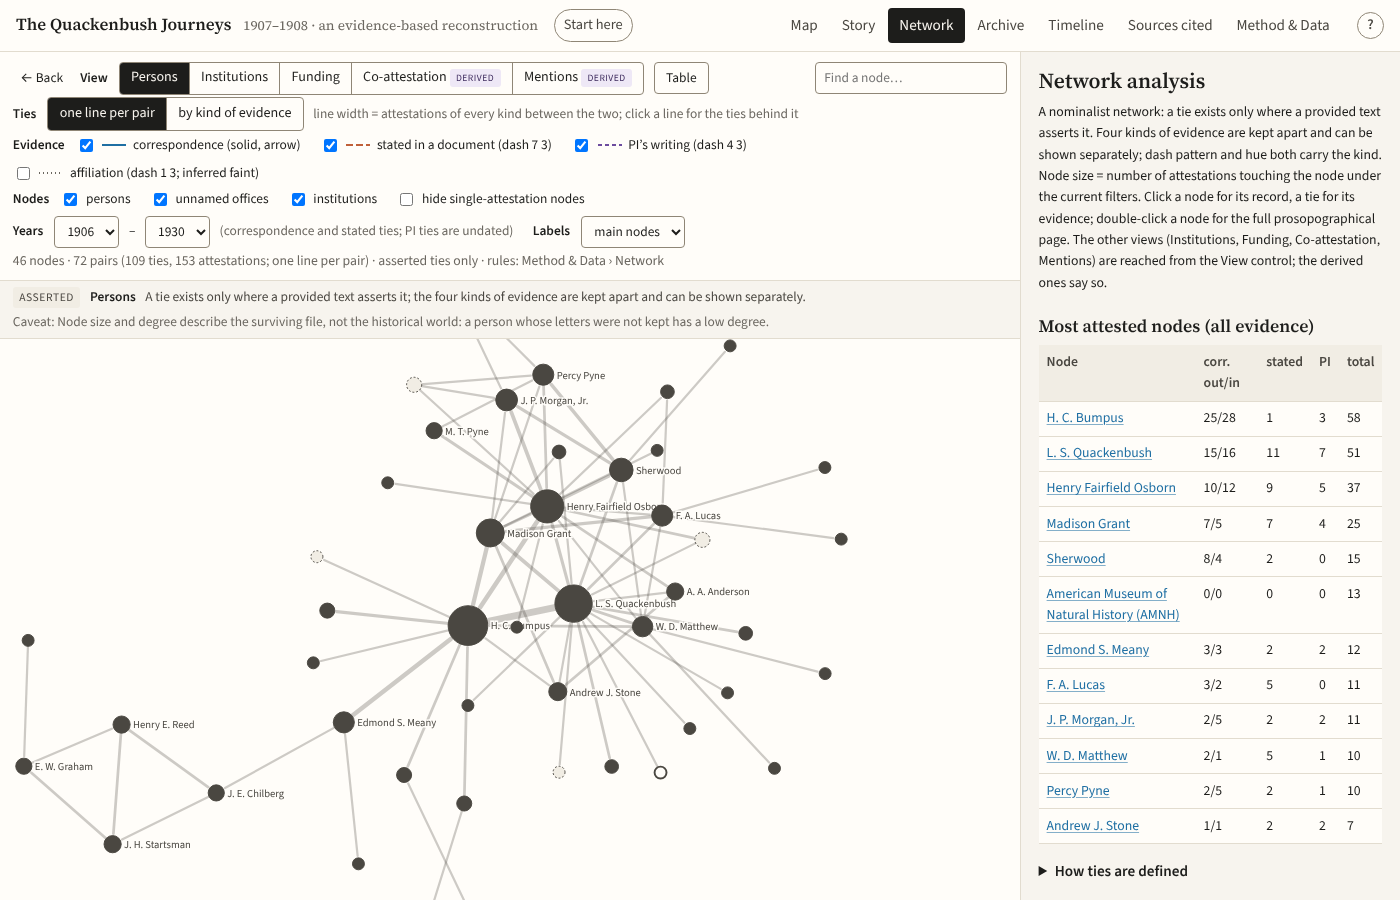 The Quackenbush Journeys 1907–1908 · an evidence-based reconstruction Start here Map Story Network Archive Timeline Sources cited Method & Data ?
← Back View Persons Institutions Funding Co-attestation DERIVED Mentions DERIVED Table Find a node…
Ties one line per pair by kind of evidence line width = attestations of every kind between the two; click a line for the ties behind it
Evidence correspondence (solid, arrow) stated in a document (dash 7 3) PI's writing (dash 4 3)
affiliation (dash 1 3; inferred faint)
Nodes persons unnamed offices institutions hide single-attestation nodes
Years 1906 – 1930 (correspondence and stated ties; PI ties are undated) Labels main nodes
46 nodes · 72 pairs (109 ties, 153 attestations; one line per pair) · asserted ties only · rules: Method & Data › Network
ASSERTED Persons A tie exists only where a provided text asserts it; the four kinds of evidence are kept apart and can be shown separately.
Caveat: Node size and degree describe the surviving file, not the historical world: a person whose letters were not kept has a low degree.
Percy Pyne
J. P. Morgan, Jr.
M. T. Pyne
Sherwood
Henry Fairfield Osborn
F. A. Lucas
Madison Grant
A. A. Anderson
L. S. Quackenbush
H. C. Bumpus
W. D. Matthew
Andrew J. Stone
Edmond S. Meany
Henry E. Reed
E. W. Graham
J. E. Chilberg
J. H. Startsman
Network analysis
A nominalist network: a tie exists only where a provided text
asserts it. Four kinds of evidence are kept apart and can be
shown separately; dash pattern and hue both carry the kind.
Node size = number of attestations touching the node under
the current filters. Click a node for its record, a tie for its
evidence; double-click a node for the full prosopographical
page. The other views (Institutions, Funding, Co-attestation,
Mentions) are reached from the View control; the derived
ones say so.
Most attested nodes (all evidence)
Node corr. stated PI total
out/in
H. C. Bumpus 25/28 1 3 58
L. S. Quackenbush 15/16 11 7 51
Henry Fairfield Osborn 10/12 9 5 37
Madison Grant 7/5 7 4 25
Sherwood 8/4 2 0 15
American Museum of 0/0 0 0 13
Natural History (AMNH)
Edmond S. Meany 3/3 2 2 12
F. A. Lucas 3/2 5 0 11
J. P. Morgan, Jr. 2/5 2 2 11
W. D. Matthew 2/1 5 1 10
Percy Pyne 2/5 2 1 10
Andrew J. Stone 1/1 2 2 7
How ties are defined